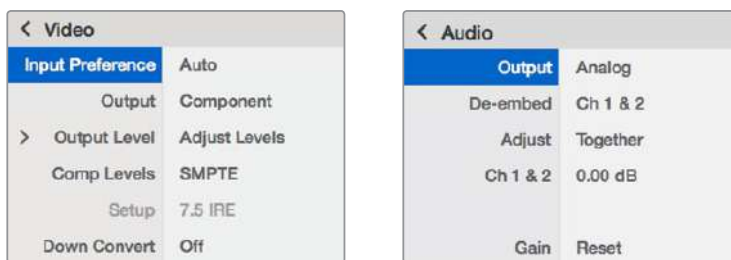 < Video
Input Preference Auto
Output Component
> Output Level Adjust Levels
Comp Levels SMPTE
Setup 7.5 IRE
Down Convert Off
< Audio
Output Analog
De-embed Ch 1 & 2
Adjust Together
Ch 1 & 2 0.00 dB
Gain Reset